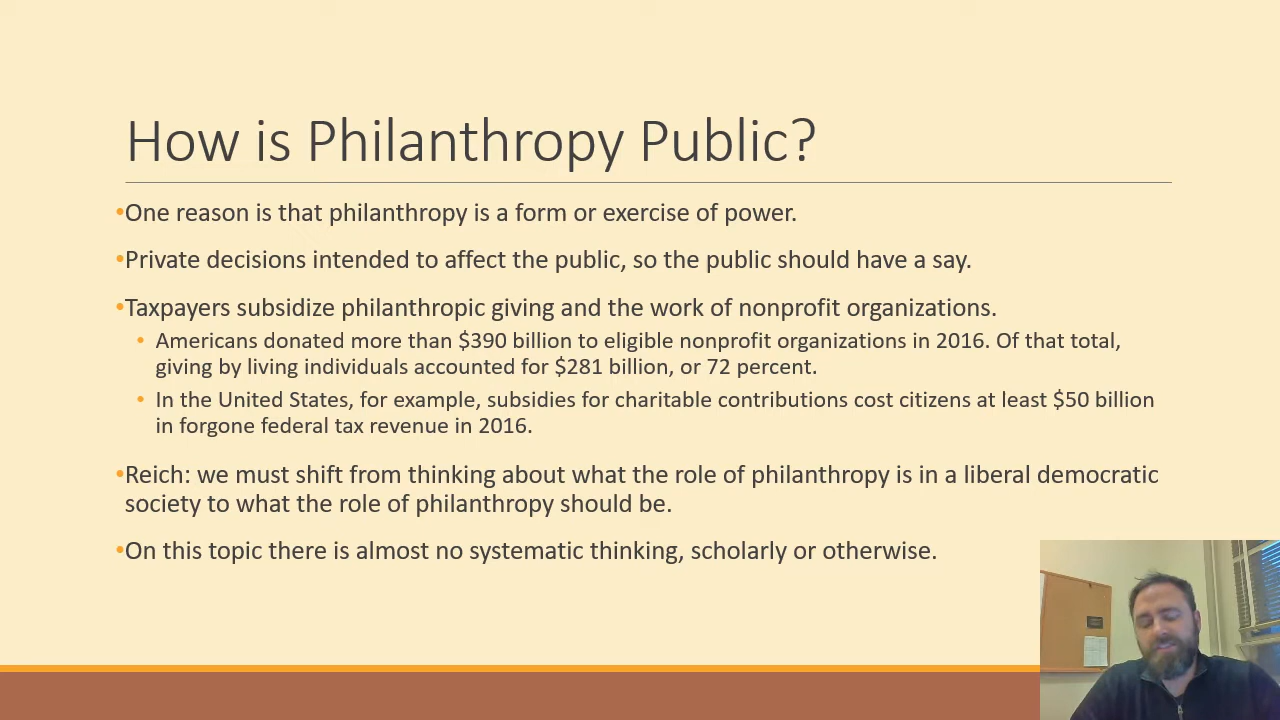 How is Philanthropy Public?
•One reason is that philanthropy is a form or exercise of power.
•Private decisions intended to affect the public, so the public should have a say.
•Taxpayers subsidize philanthropic giving and the work of nonprofit organizations.
• Americans donated more than $390 billion to eligible nonprofit organizations in 2016. Of that total,
giving by living individuals accounted for $281 billion, or 72 percent.
• In the United States, for example, subsidies for charitable contributions cost citizens at least $50 billion
in forgone federal tax revenue in 2016.
•Reich: we must shift from thinking about what the role of philanthropy is in a liberal democratic
society to what the role of philanthropy should be.
•On this topic there is almost no systematic thinking, scholarly or otherwise.